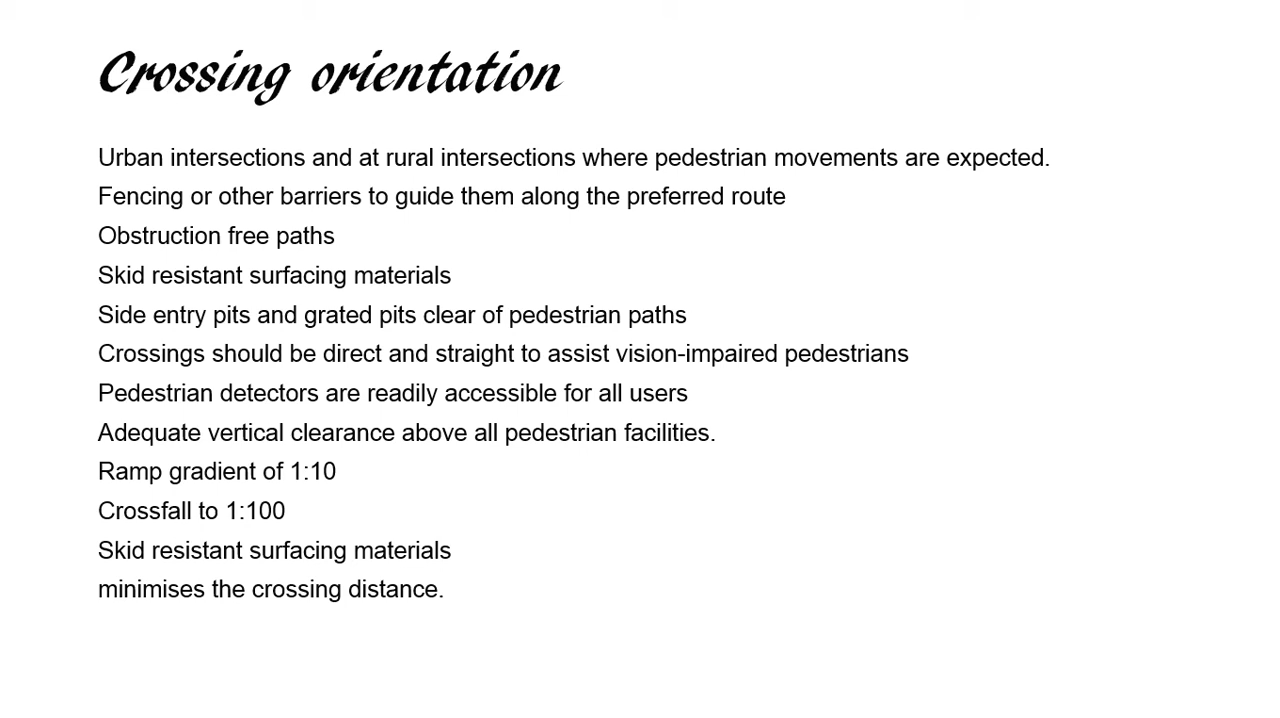 Crossing orientation
Urban intersections and at rural intersections where pedestrian movements are expected.
Fencing or other barriers to guide them along the preferred route
Obstruction free paths
Skid resistant surfacing materials
Side entry pits and grated pits clear of pedestrian paths
Crossings should be direct and straight to assist vision-impaired pedestrians
Pedestrian detectors are readily accessible for all users
Adequate vertical clearance above all pedestrian facilities.
Ramp gradient of 1:10
Crossfall to 1:100
Skid resistant surfacing materials
minimises the crossing distance.